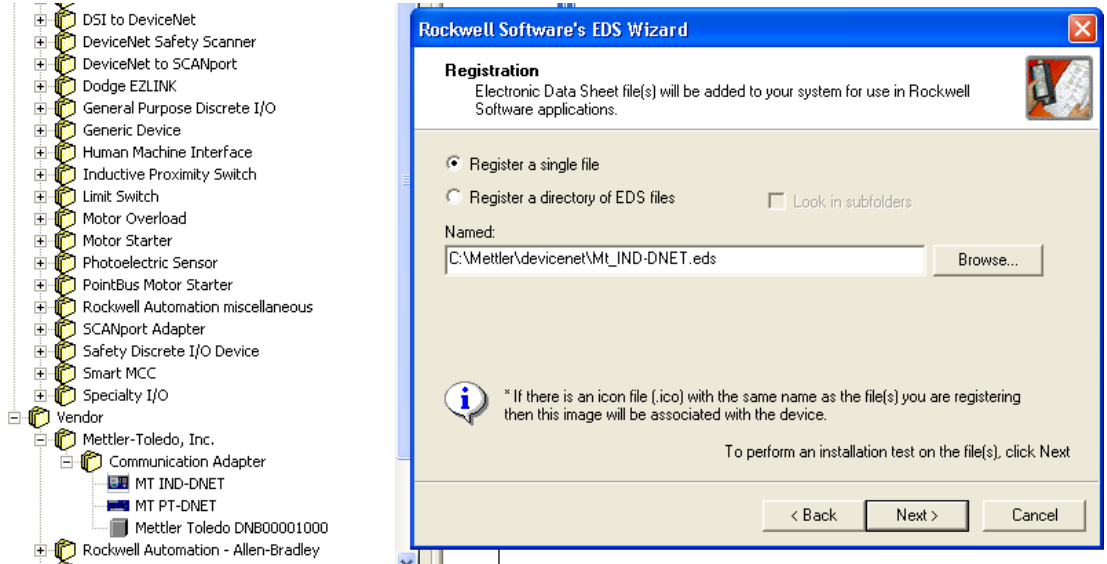 DSI to DeviceNet
DeviceNet Safety Scanner
DeviceNet to SCANport
Dodge EZLINK
General Purpose Discrete I/O
Generic Device
Human Machine Interface
Inductive Proximity Switch
Limit Switch
Motor Overload
Motor Starter
Photoelectric Sensor
PointBus Motor Starter
Rockwell Automation miscellaneous
SCANport Adapter
Safety Discrete I/O Device
Smart MCC
Specialty I/O
Vendor
Mettler-Toledo, Inc.
Communication Adapter
MT IND-DNET
MT PT-DNET
Mettler Toledo DNB00001000
Rockwell Automation - Allen-Bradley
Rockwell Software's EDS Wizard
Registration
Electronic Data Sheet file(s) will be added to your system for use in Rockwell
Software applications.
Register a single file
Register a directory of EDS files
Look in subfolders
Named:
C:\Mettler\devicenet\Mt_IND-DNET.eds
Browse...
* If there is an icon file (.ico) with the same name as the file(s) you are registering
then this image will be associated with the device.
To perform an installation test on the file(s), click Next
< Back
Next >
Cancel